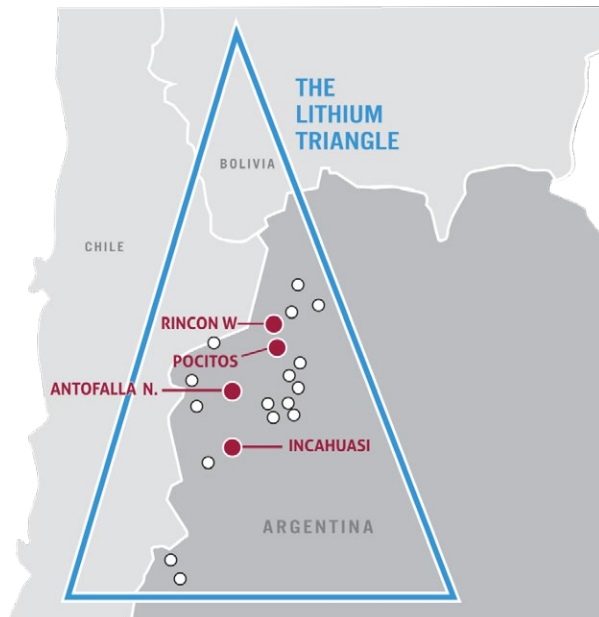 THE
LITHIUM
TRIANGLE
BOLIVIA
CHILE
RINCON W
POCITOS
ANTOFALLA N.
INCAHUASI
ARGENTINA